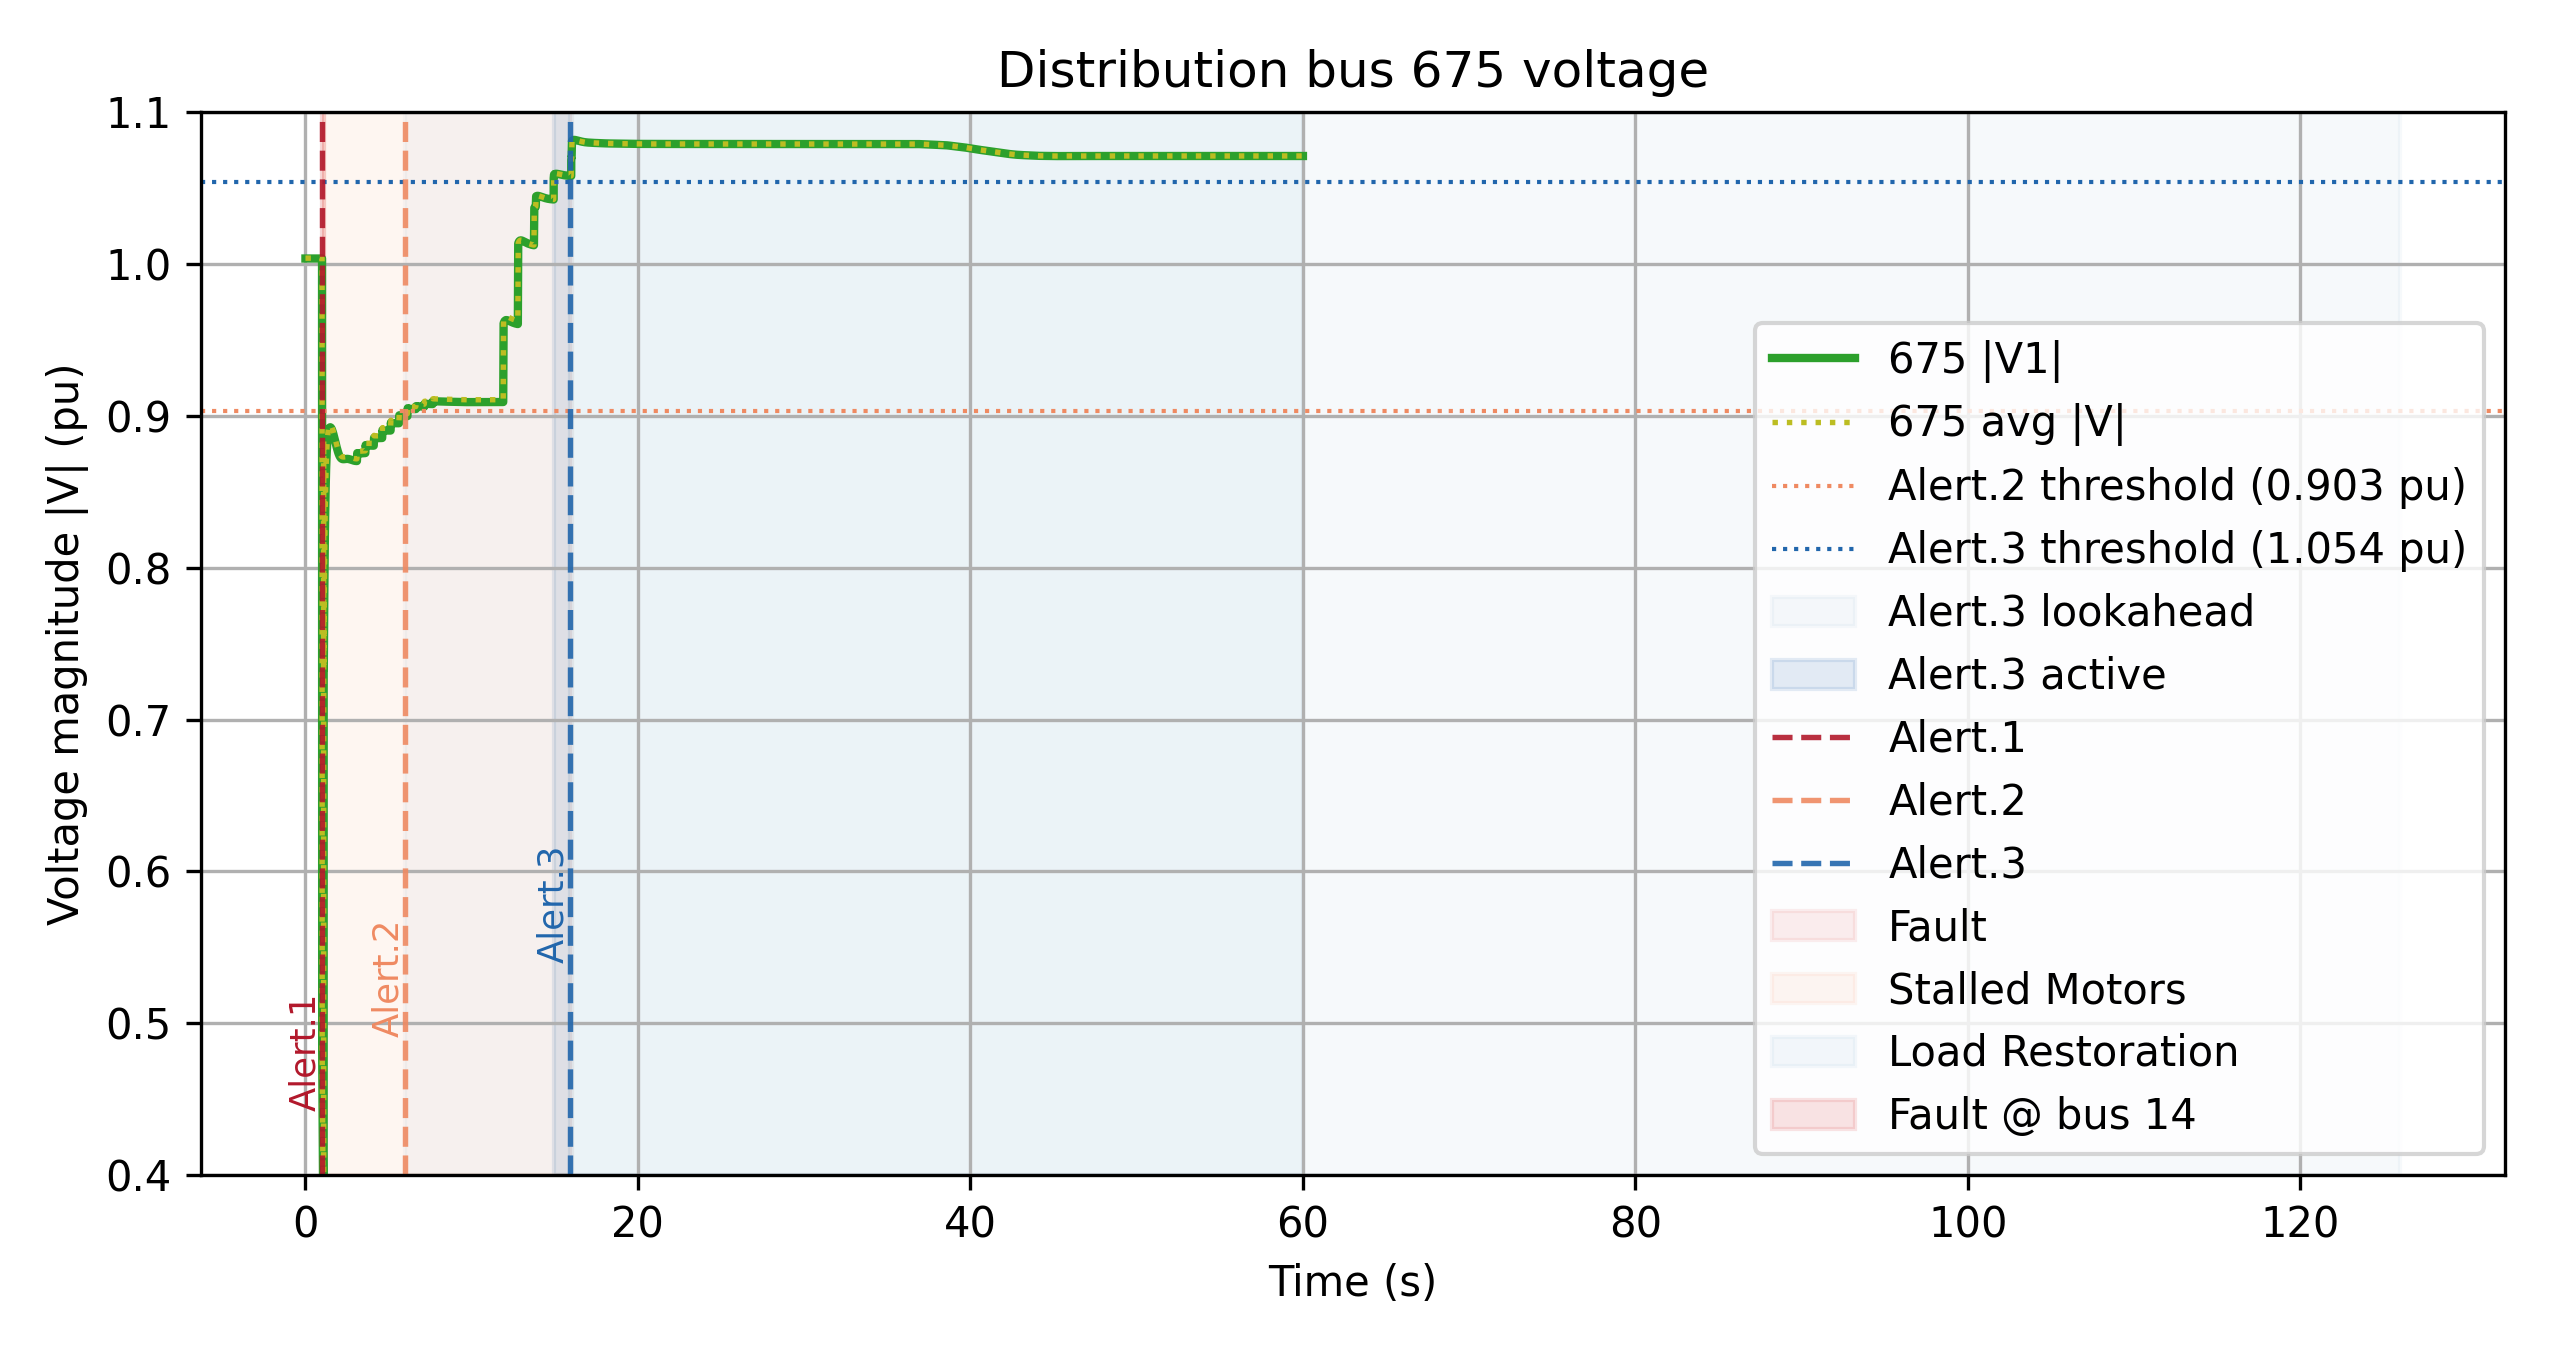 Distribution bus 675 voltage
Voltage magnitude |V| (pu)
1.1
1.0
0.9
0.8
0.7
0.6
0.5
0.4
Alert.1
Alert.2
Alert.3
675 |V1|
675 avg |V|
Alert.2 threshold (0.903 pu)
Alert.3 threshold (1.054 pu)
Alert.3 lookahead
Alert.3 active
Alert.1
Alert.2
Alert.3
Fault
Stalled Motors
Load Restoration
Fault @ bus 14
0 20 40 60 80 100 120
Time (s)